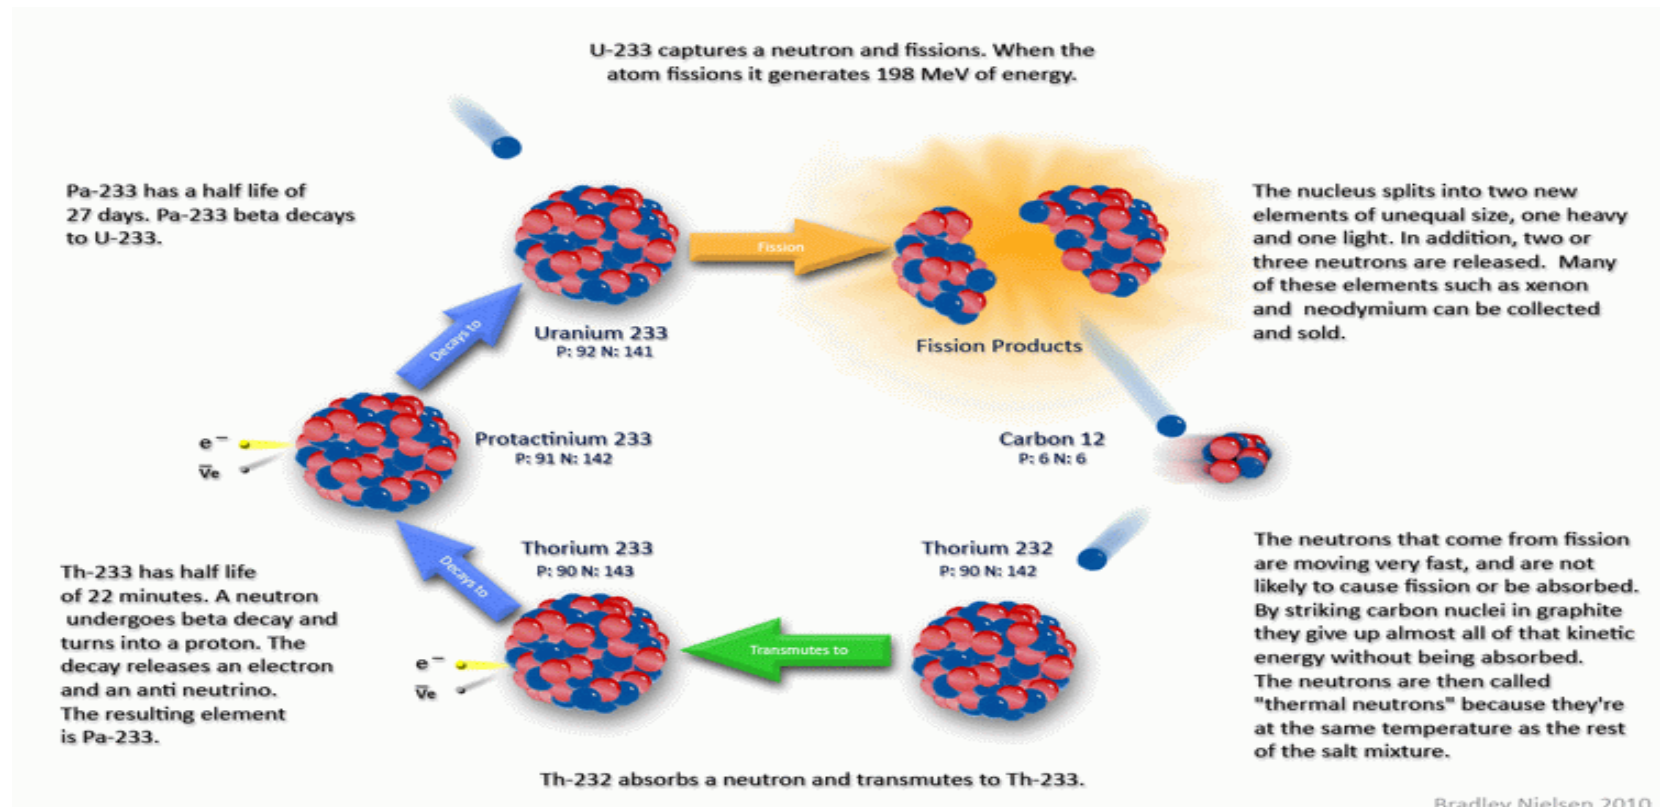 U-233 captures a neutron and fissions. When the
atom fissions it generates 198 MeV of energy.
Pa-233 has a half life of
27 days. Pa-233 beta decays
to U-233.
Fission
The nucleus splits into two new
elements of unequal size, one heavy
and one light. In addition, two or
three neutrons are released. Many
of these elements such as xenon
and neodymium can be collected
and sold.
Uranium 233
P: 92 N: 141
Fission Products
Decays to
e⁻
v̅e
Protactinium 233
P: 91 N: 142
Carbon 12
P: 6 N: 6
Th-233 has half life
of 22 minutes. A neutron
undergoes beta decay and
turns into a proton. The
decay releases an electron
and an anti neutrino.
The resulting element
is Pa-233.
Decays to
Thorium 233
P: 90 N: 143
Thorium 232
P: 90 N: 142
e⁻
v̅e
Transmutes to
The neutrons that come from fission
are moving very fast, and are not
likely to cause fission or be absorbed.
By striking carbon nuclei in graphite
they give up almost all of that kinetic
energy without being absorbed.
The neutrons are then called
"thermal neutrons" because they're
at the same temperature as the rest
of the salt mixture.
Th-232 absorbs a neutron and transmutes to Th-233.
Bradley Nielsen 2010